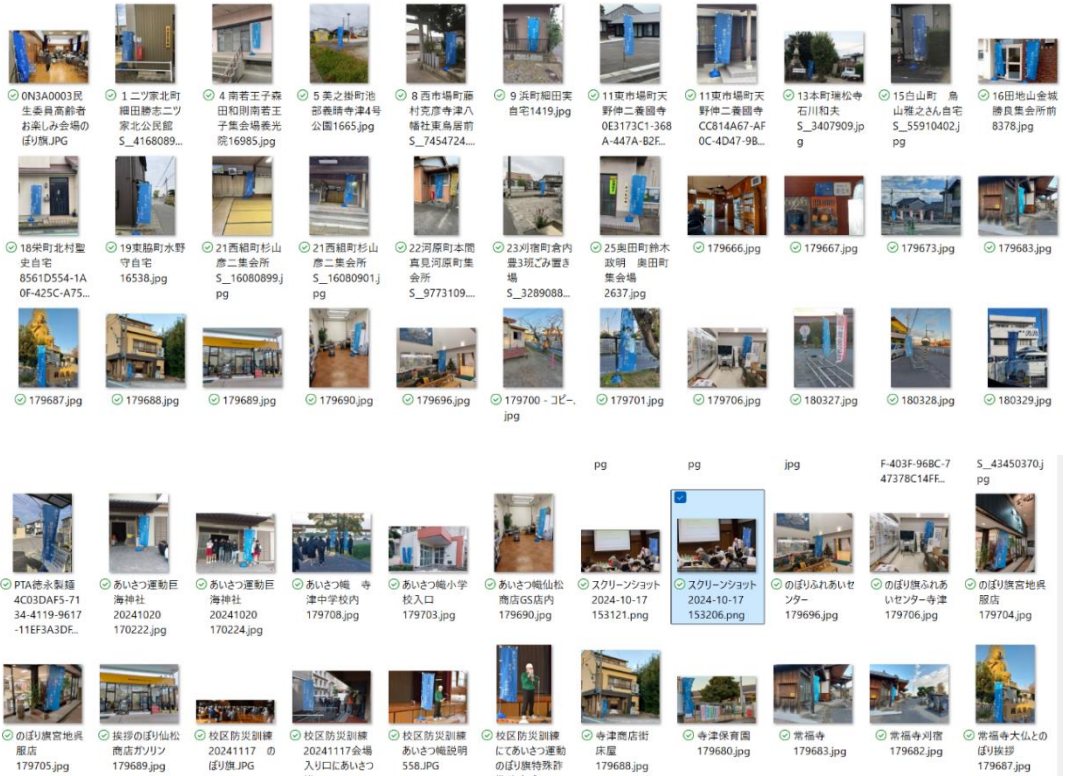 0N3A0003民
生委員高齢者
お楽しみ会場の
ぼり旗.JPG
1 二ツ家北町
細田勝志二ツ
家北公民館
S__4168089...
4 南若王子森
田和則南若王
子集会場義光
院16985.jpg
5 美之掛町池
部義晴寺津4号
公園1665.jpg
8 西市場町藤
村克彦寺津八
幡社東鳥居前
S__7454724....
9 浜町細田実
自宅1419.jpg
11東市場町天
野伸二養國寺
0E3173C1-368
A-447A-B2F...
11東市場町天
野伸二養國寺
CC814A67-AF
0C-4D47-9B...
13本町瑞松寺
石川和夫
S__3407909.jp
g
15白山町 鳥
山雅之さん自宅
S__55910402.j
pg
16田地山金城
勝良集会所前
8378.jpg
18栄町北村聖
史自宅
8561D554-1A
0F-425C-A75...
19東脇町水野
守自宅
16538.jpg
21西組町杉山
彦二集会所
S__16080899.j
pg
21西組町杉山
彦二集会所
S__16080901.j
pg
22河原町本間
真見河原町集
会所
S__9773109....
23刈宿町倉内
豊3班ごみ置き
場
S__3289088...
25奥田町鈴木
政明 奥田町
集会場
2637.jpg
179666.jpg
179667.jpg
179673.jpg
179683.jpg
179687.jpg
179688.jpg
179689.jpg
179690.jpg
179696.jpg
179700 - コピー.
jpg
179701.jpg
179706.jpg
180327.jpg
180328.jpg
180329.jpg
pg
pg
jpg
F-403F-96BC-7
47378C14FF...
S__43450370.j
pg
PTA徳永製麺
4C03DAF5-71
34-4119-9617
-11EF3A3DF...
あいさつ運動巨
海神社
20241020
170222.jpg
あいさつ運動巨
海神社
20241020
170224.jpg
あいさつ幟 寺
津中学校内
179708.jpg
あいさつ幟小学
校入口
179703.jpg
あいさつ幟仙松
商店GS店内
179690.jpg
スクリーンショット
2024-10-17
153121.png
スクリーンショット
2024-10-17
153206.png
のぼりふれあいセ
ンター
179696.jpg
のぼり旗ふれあ
いセンター寺津
179706.jpg
のぼり旗宮地呉
服店
179704.jpg
のぼり旗宮地呉
服店
179705.jpg
挨拶のぼり仙松
商店ガソリン
179689.jpg
校区防災訓練
20241117 の
ぼり旗.JPG
校区防災訓練
20241117会場
入り口にあいさつ
校区防災訓練
あいさつ幟説明
558.JPG
校区防災訓練
にてあいさつ運動
のぼり旗特殊詐
寺津商店街
床屋
179688.jpg
寺津保育園
179680.jpg
常福寺
179683.jpg
常福寺刈宿
179682.jpg
常福寺大仏との
ぼり挨拶
179687.jpg